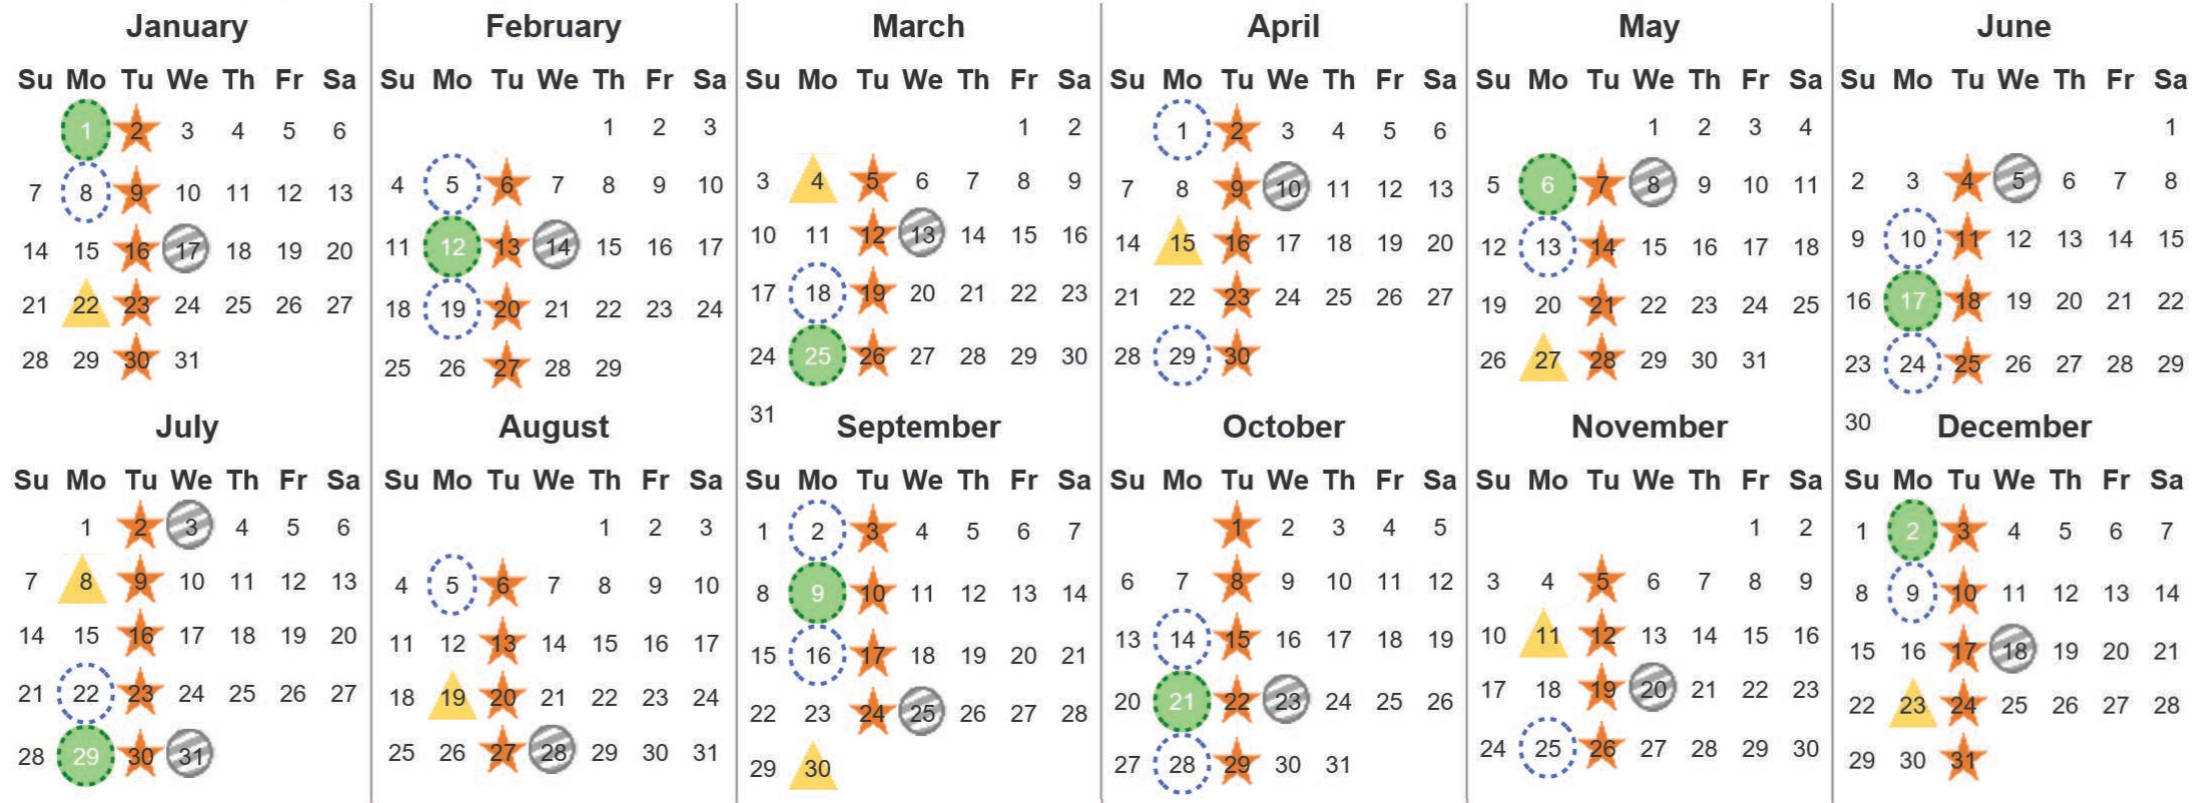 January February March April May June
Su Mo Tu We Th Fr Sa Su Mo Tu We Th Fr Sa Su Mo Tu We Th Fr Sa Su Mo Tu We Th Fr Sa Su Mo Tu We Th Fr Sa Su Mo Tu We Th Fr Sa
1 2 3 4 5 6 1 2 3 1 2 1 2 3 4 5 6 1 2 3 4 1
7 8 9 10 11 12 13 4 5 6 7 8 9 10 3 4 5 6 7 8 9 7 8 9 10 11 12 13 5 6 7 8 9 10 11 2 3 4 5 6 7 8
14 15 16 17 18 19 20 11 12 13 14 15 16 17 10 11 12 13 14 15 16 14 15 16 17 18 19 20 12 13 14 15 16 17 18 9 10 11 12 13 14 15
21 22 23 24 25 26 27 18 19 20 21 22 23 24 17 18 19 20 21 22 23 21 22 23 24 25 26 27 19 20 21 22 23 24 25 16 17 18 19 20 21 22
28 29 30 31 25 26 27 28 29 24 25 26 27 28 29 30 28 29 30 26 27 28 29 30 31 23 24 25 26 27 28 29
31 30
July August September October November December
Su Mo Tu We Th Fr Sa Su Mo Tu We Th Fr Sa Su Mo Tu We Th Fr Sa Su Mo Tu We Th Fr Sa Su Mo Tu We Th Fr Sa Su Mo Tu We Th Fr Sa
1 2 3 4 5 6 1 2 3 1 2 3 4 5 6 7 1 2 3 4 5 1 2 1 2 3 4 5 6 7
7 8 9 10 11 12 13 4 5 6 7 8 9 10 8 9 10 11 12 13 14 6 7 8 9 10 11 12 3 4 5 6 7 8 9 8 9 10 11 12 13 14
14 15 16 17 18 19 20 11 12 13 14 15 16 17 15 16 17 18 19 20 21 13 14 15 16 17 18 19 10 11 12 13 14 15 16 15 16 17 18 19 20 21
21 22 23 24 25 26 27 18 19 20 21 22 23 24 22 23 24 25 26 27 28 20 21 22 23 24 25 26 17 18 19 20 21 22 23 22 23 24 25 26 27 28
28 29 30 31 25 26 27 28 29 30 31 29 30 27 28 29 30 31 24 25 26 27 28 29 30 29 30 31